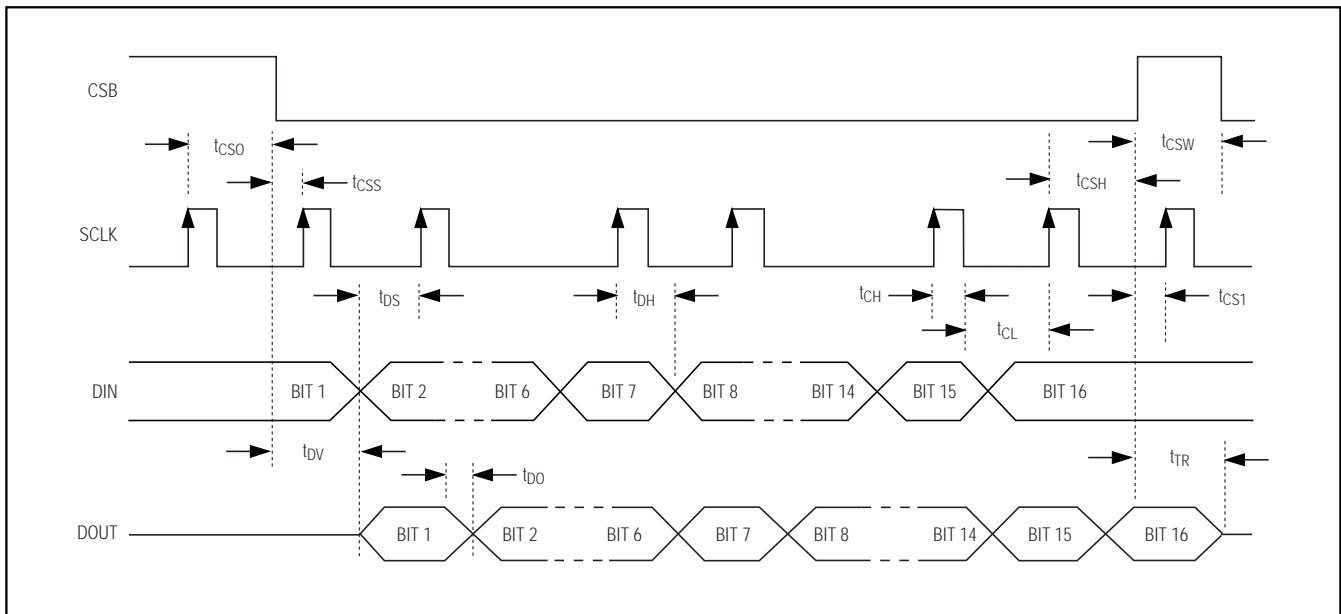 CSB
tCSO tCSW
tCSS tCSH
SCLK
tDS tDH tCH tCS1
tCL
DIN BIT 1 BIT 2 BIT 6 BIT 7 BIT 8 BIT 14 BIT 15 BIT 16
tDV tTR
tDO
DOUT BIT 1 BIT 2 BIT 6 BIT 7 BIT 8 BIT 14 BIT 15 BIT 16